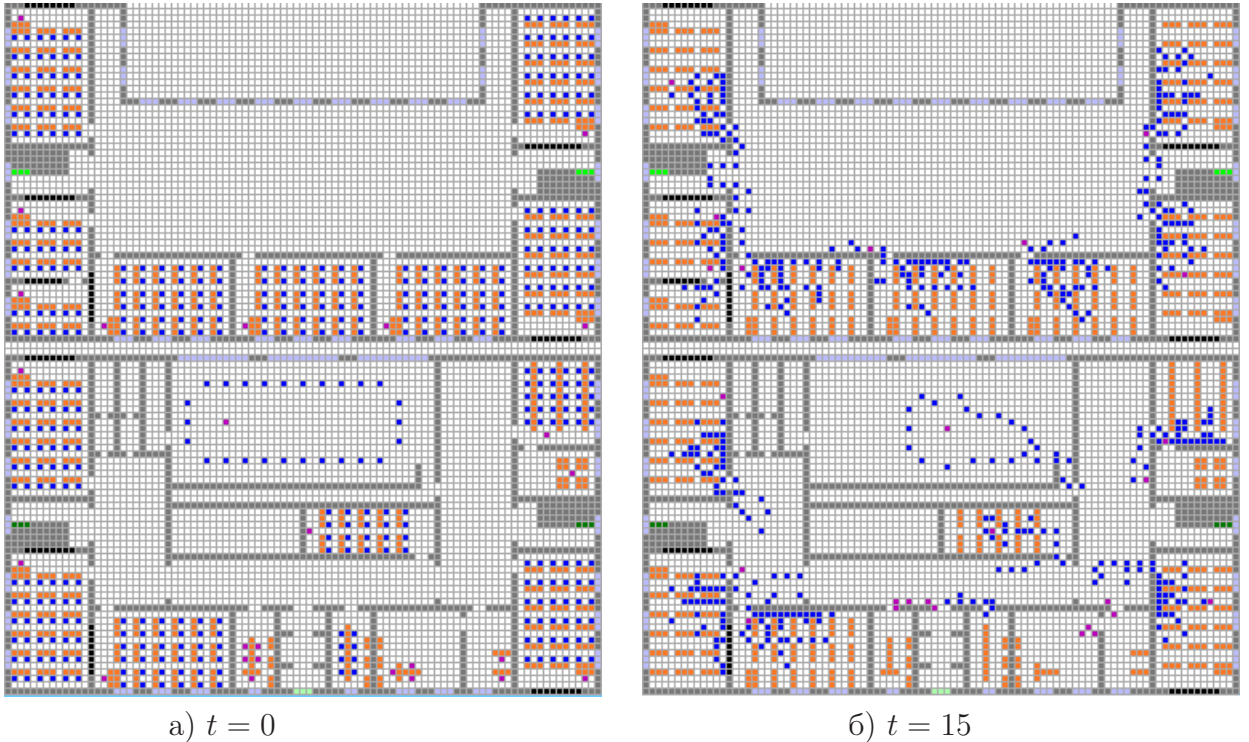 а) t = 0
б) t = 15